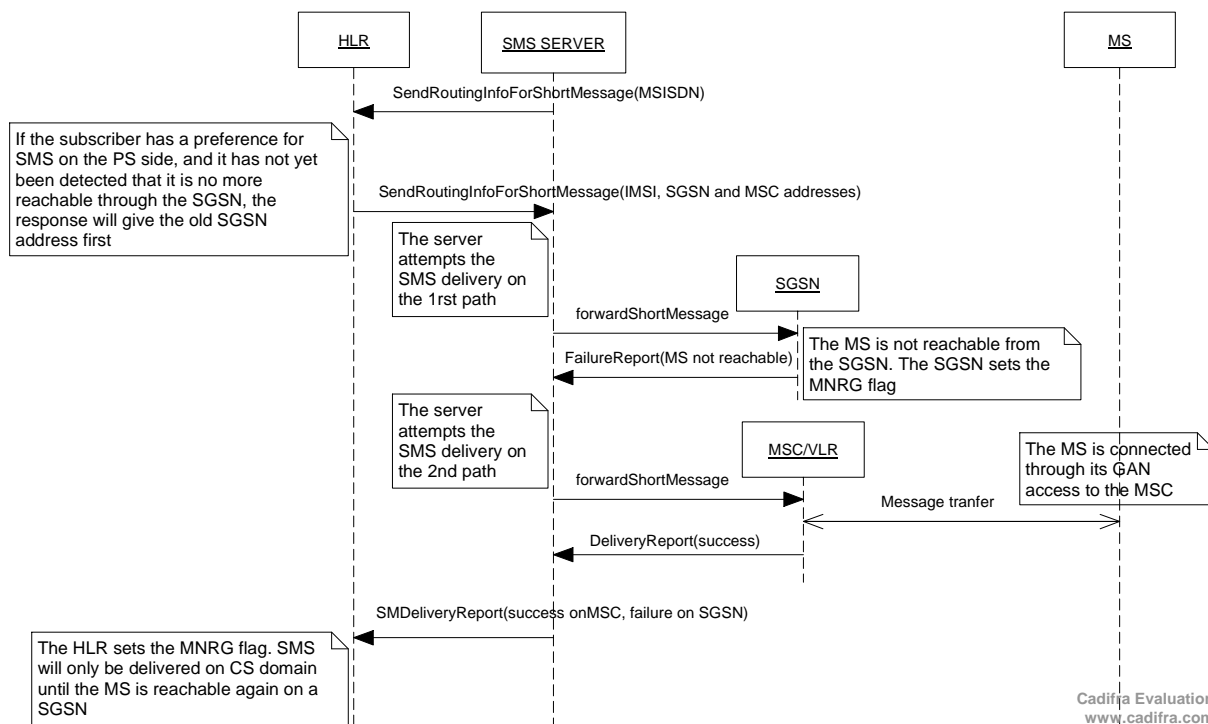 HLR
SMS SERVER
MS
SendRoutingInfoForShortMessage(MSISDN)
If the subscriber has a preference for
SMS on the PS side, and it has not yet
been detected that it is no more
reachable through the SGSN, the
response will give the old SGSN
address first
SendRoutingInfoForShortMessage(IMSI, SGSN and MSC addresses)
The server
attempts the
SMS delivery on
the 1rst path
SGSN
forwardShortMessage
The MS is not reachable from
the SGSN. The SGSN sets the
MNRG flag
FailureReport(MS not reachable)
The server
attempts the
SMS delivery on
the 2nd path
MSC/VLR
The MS is connected
through its GAN
access to the MSC
forwardShortMessage
Message tranfer
DeliveryReport(success)
SMDeliveryReport(success onMSC, failure on SGSN)
The HLR sets the MNRG flag. SMS
will only be delivered on CS domain
until the MS is reachable again on a
SGSN
Cadifra Evaluation
www.cadifra.com